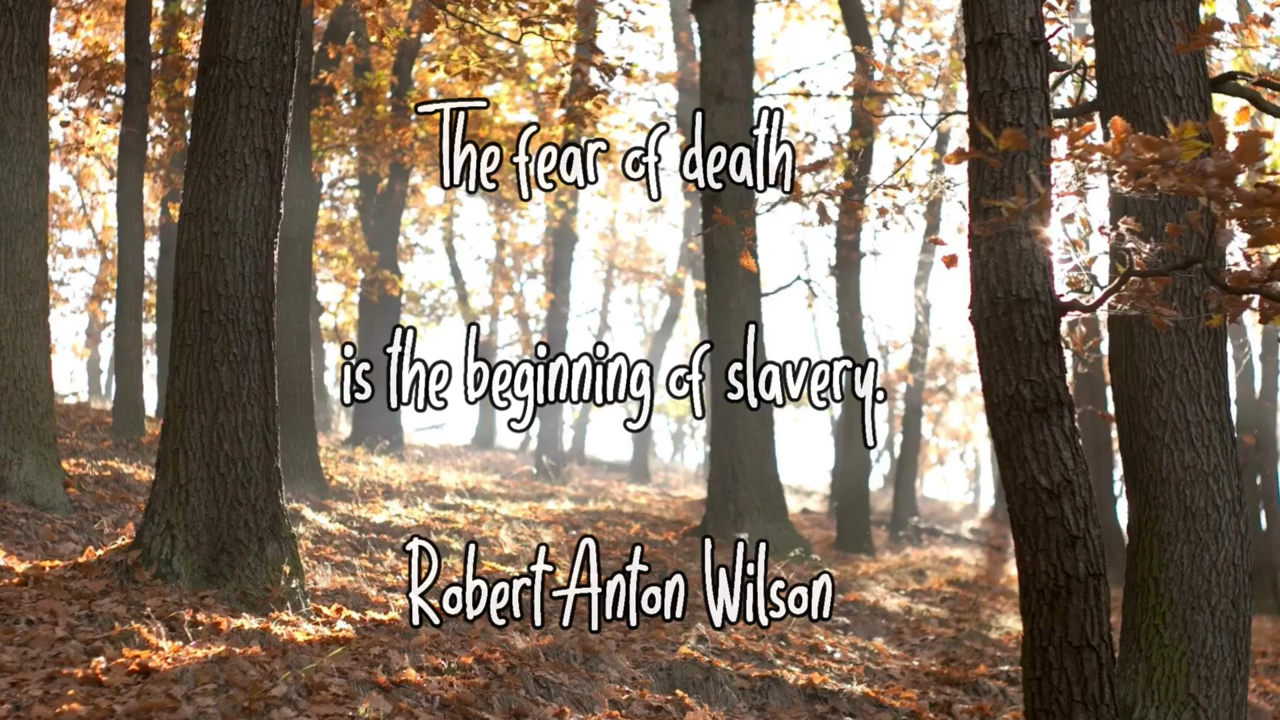 The fear of death
is the beginning of slavery.
Robert Anton Wilson